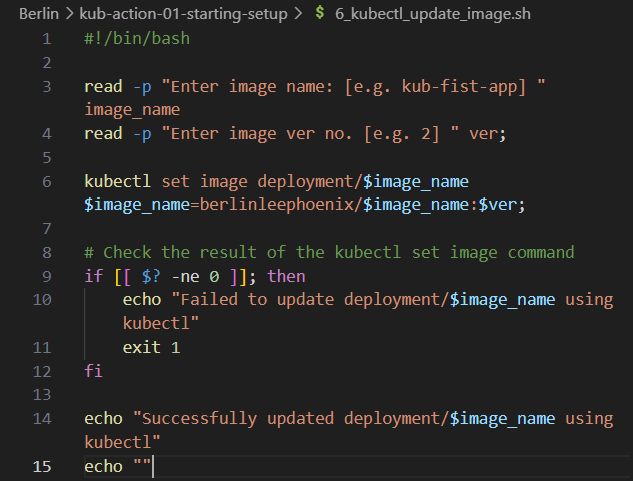 Berlin > kub-action-01-starting-setup > $ 6_kubectl_update_image.sh
1 #!/bin/bash
2
3 read -p "Enter image name: [e.g. kub-fist-app] "
image_name
4 read -p "Enter image ver no. [e.g. 2] " ver;
5
6 kubectl set image deployment/$image_name
$image_name=berlinleephoenix/$image_name:$ver;
7
8 # Check the result of the kubectl set image command
9 if [[ $? -ne 0 ]]; then
10 echo "Failed to update deployment/$image_name using
kubectl"
11 exit 1
12 fi
13
14 echo "Successfully updated deployment/$image_name using
kubectl"
15 echo ""